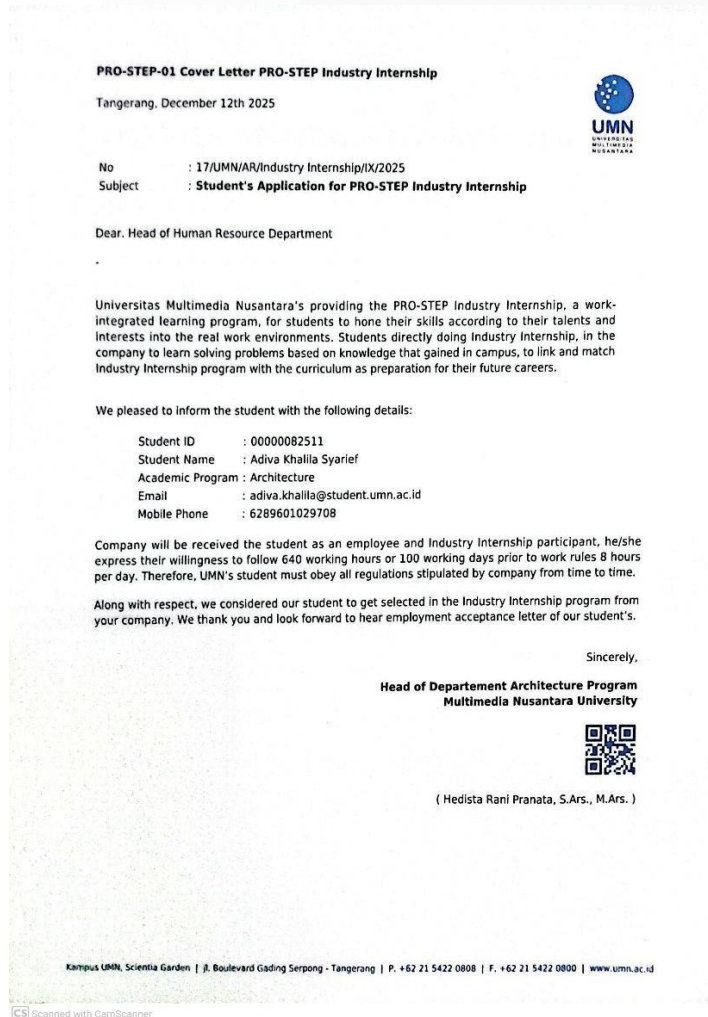 PRO-STEP-01 Cover Letter PRO-STEP Industry Internship
Tangerang, December 12th 2025
UMN
UNIVERSITAS
MULTIMEDIA
NUSANTARA
No : 17/UMN/AR/Industry Internship/IX/2025
Subject : Student's Application for PRO-STEP Industry Internship
Dear. Head of Human Resource Department
-
Universitas Multimedia Nusantara's providing the PRO-STEP Industry Internship, a work-
integrated learning program, for students to hone their skills according to their talents and
interests into the real work environments. Students directly doing Industry Internship, in the
company to learn solving problems based on knowledge that gained in campus, to link and match
Industry Internship program with the curriculum as preparation for their future careers.
We pleased to inform the student with the following details:
Student ID : 00000082511
Student Name : Adiva Khalila Syarief
Academic Program : Architecture
Email : adiva.khalila@student.umn.ac.id
Mobile Phone : 6289601029708
Company will be received the student as an employee and Industry Internship participant, he/she
express their willingness to follow 640 working hours or 100 working days prior to work rules 8 hours
per day. Therefore, UMN's student must obey all regulations stipulated by company from time to time.
Along with respect, we considered our student to get selected in the Industry Internship program from
your company. We thank you and look forward to hear employment acceptance letter of our student's.
Sincerely,
Head of Departement Architecture Program
Multimedia Nusantara University
( Hedista Rani Pranata, S.Ars., M.Ars. )
Kampus UMN, Scientia Garden | Jl. Boulevard Gading Serpong - Tangerang | P. +62 21 5422 0808 | F. +62 21 5422 0800 | www.umn.ac.id
CS Scanned with CamScanner